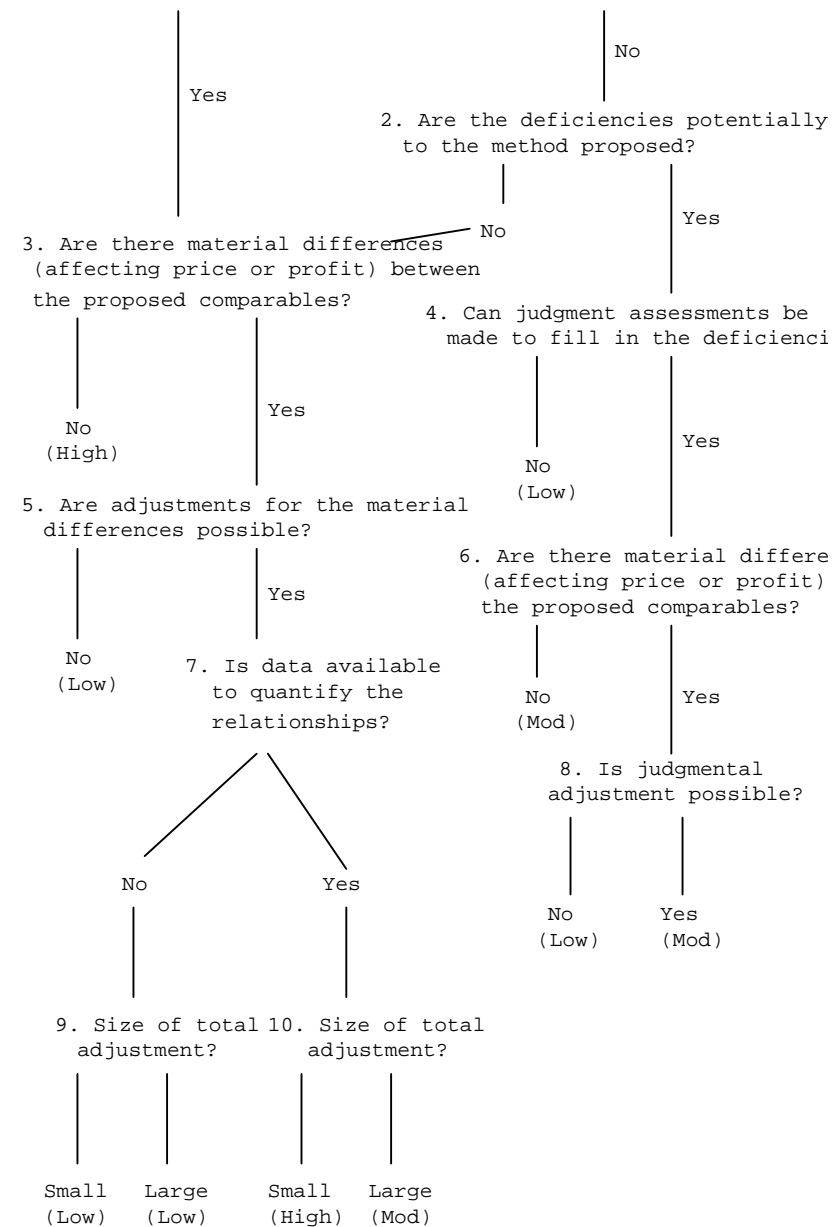 Yes
No
2. Are the deficiencies potentially
to the method proposed?
No
Yes
3. Are there material differences
(affecting price or profit) between
the proposed comparables?
4. Can judgment assessments be
made to fill in the deficienci
No
(High)
Yes
No
(Low)
Yes
5. Are adjustments for the material
differences possible?
6. Are there material differe
(affecting price or profit)
the proposed comparables?
No
(Low)
Yes
7. Is data available
to quantify the
relationships?
No
(Mod)
Yes
8. Is judgmental
adjustment possible?
No
Yes
No
(Low)
Yes
(Mod)
9. Size of total
adjustment?
10. Size of total
adjustment?
Small
(Low)
Large
(Low)
Small
(High)
Large
(Mod)